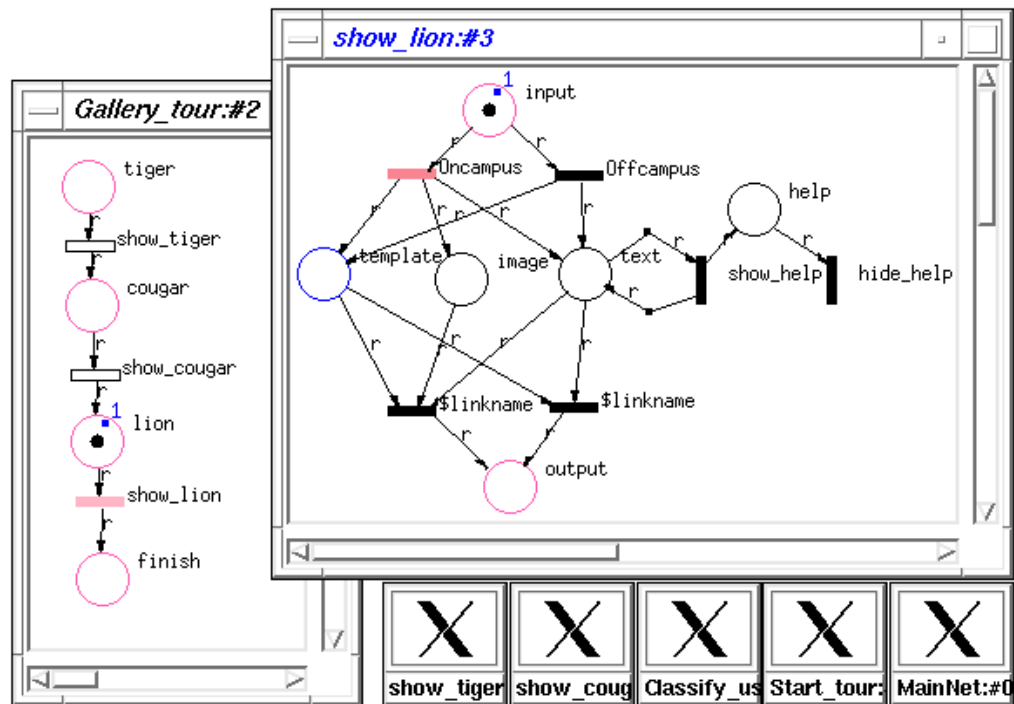 show_lion:#3
1
input
r r
Oncampus Offcampus
help
r r r r r r r
template image text show_help hide_help
r
r r r r
$linkname $linkname
r r
output
Gallery_tour:#2
tiger
r
show_tiger
r
cougar
r
show_cougar
r
1
lion
r
show_lion
r
finish
show_tiger
show_coug
Classify_us
Start_tour:
MainNet:#0